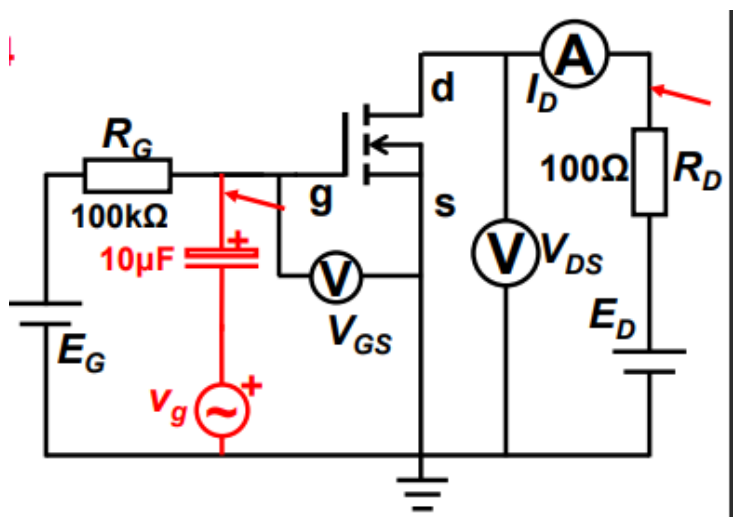 A
d
I_D
R_G
100Ω
R_D
g
s
100kΩ
+
10μF
V
V_DS
V
V_GS
E_D
E_G
+
v_g
~